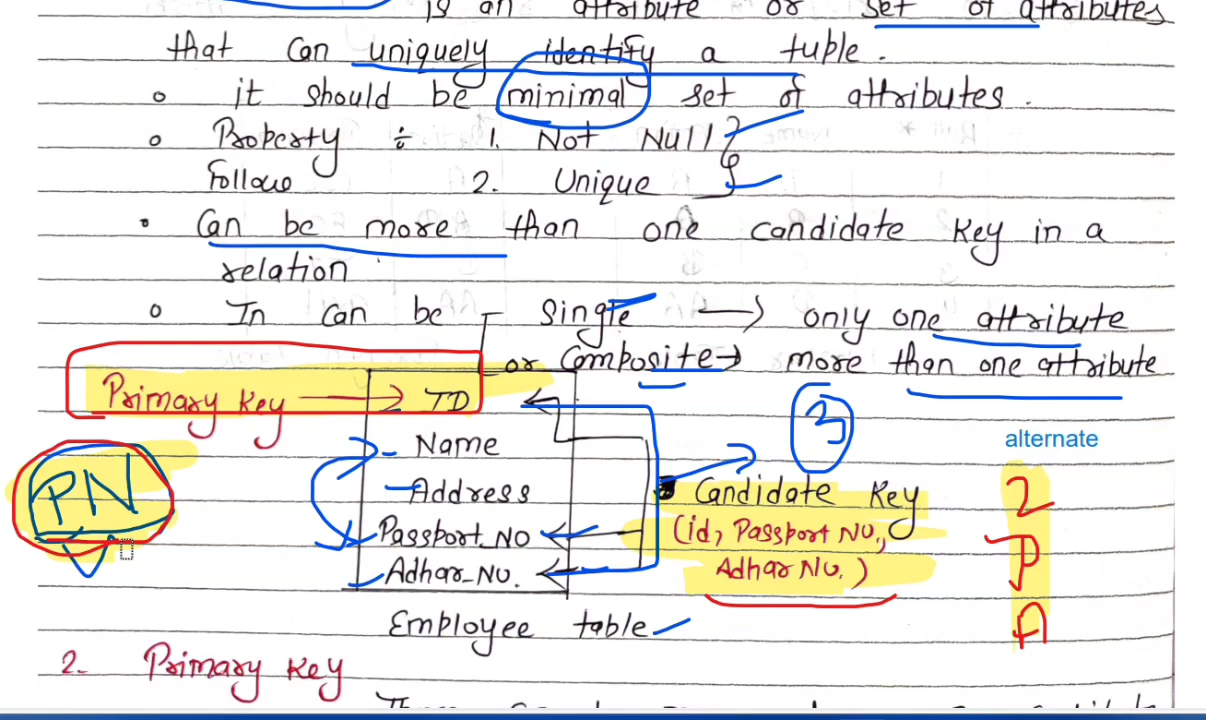 is an attribute or set of attributes
that can uniquely identify a tuple.
it should be minimal set of attributes.
Property ÷ 1. Not Null
Follow 2. Unique
Can be more than one candidate key in a
relation
In can be Single → only one attribute
or Composite → more than one attribute
Primary key → ID
3
Name
alternate
PN
Address
Candidate key
2
Passport_No
(id, Passport No.,
P
Adhar_No.
Adhar No.)
A
Employee table
2. Primary key